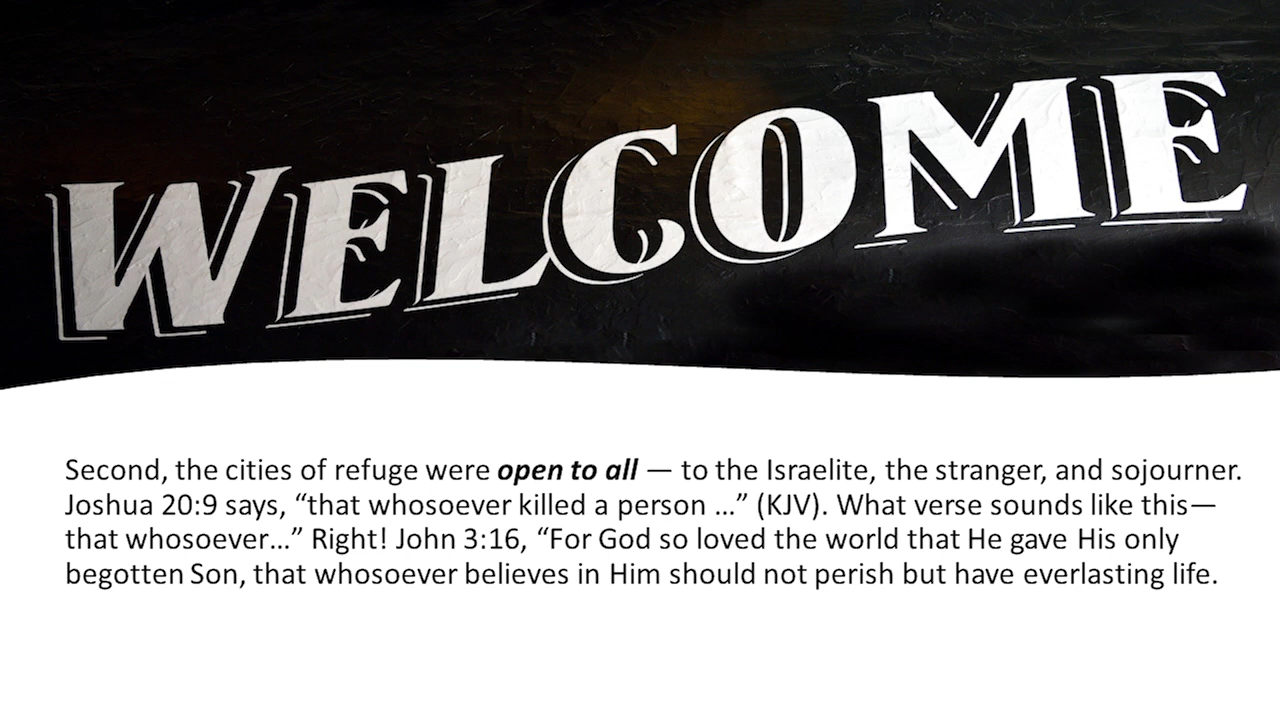 WELCOME
Second, the cities of refuge were open to all — to the Israelite, the stranger, and sojourner.
Joshua 20:9 says, “that whosoever killed a person …” (KJV). What verse sounds like this—
that whosoever…” Right! John 3:16, “For God so loved the world that He gave His only
begotten Son, that whosoever believes in Him should not perish but have everlasting life.